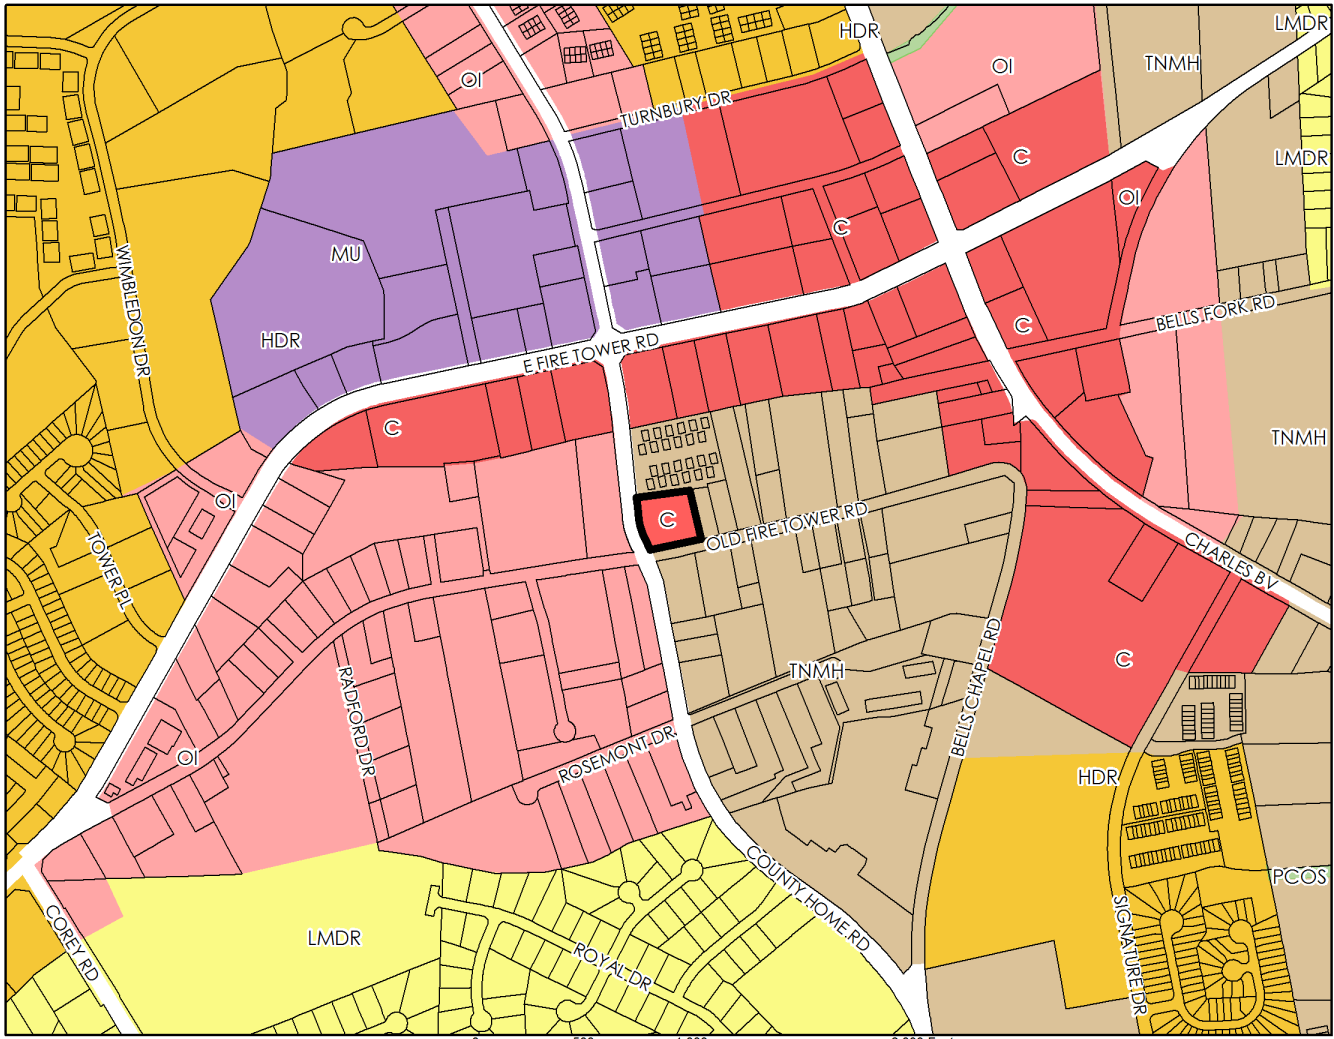 LMDR
HDR
OI
OI
TNMH
TURNBURY DR
C
LMDR
OI
C
MU
WIMBLEDON DR
BELLS FORK RD
C
HDR
E FIRE TOWER RD
C
TNMH
OI
C
OLD FIRE TOWER RD
CHARLES BV
TOWER PL
C
TNMH
BELLS CHAPEL RD
RADFORD DR
OI
ROSEMONT DR
HDR
COUNTY HOME RD
PCOS
COREY RD
LMDR
SIGNATURE DR
ROYAL DR